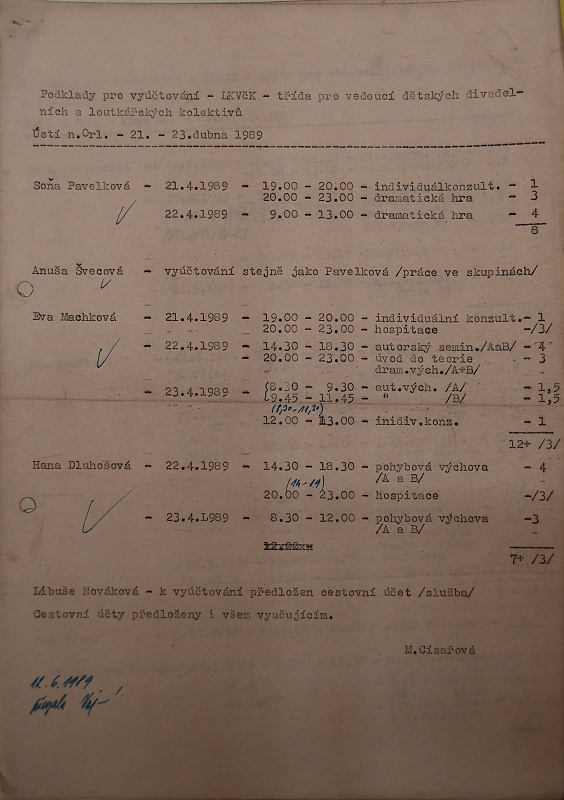 Podklady pro vyúčtování - LKVčK - třída pro vedoucí dětských divadel-
ních a loutkářských kolektivů
Ústí n.Orl. - 21. - 23.dubna 1989
Soňa Pavelková - 21.4.1989 - 19.00 - 20.00 - individuálkonzult. - 1
20.00 - 23.00 - dramatická hra - 3
22.4.1989 - 9.00 - 13.00 - dramatická hra - 4
8
Anuša Švecová - vyúčtování stejně jako Pavelková /práce ve skupinách/
Eva Machková - 21.4.1989 - 19.00 - 20.00 - individuální konzult.- 1
20.00 - 23.00 - hospitace -/3/
- 22.4.1989 - 14.30 - 18.30 - autorský semin./AaB/ - 4
- 20.00 - 23.00 - úvod do teorie - 3
dram.vých./A+B/
- 23.4.1989 - 8.30 - 9.30 - aut.vých. /A/ - 1,5
9.45 - 11.45 - " /B/ - 1,5
(8,30-11,30)
12.00 - 13.00 - inidiv.konz. - 1
12+ /3/
Hana Dluhošová - 22.4.1989 - 14.30 - 18.30 - pohybová výchova - 4
/A a B/
(14-19)
20.00 - 23.00 - hospitace -/3/
- 23.4.1989 - 8.30 - 12.00 - pohybová výchova -3
/A a B/
7+ /3/
Libuše Nováková - k vyúčtování předložen cestovní účet /služba/
Cestovní účty předloženy i všem vyučujícím.
M.Císařová
12.6.1989